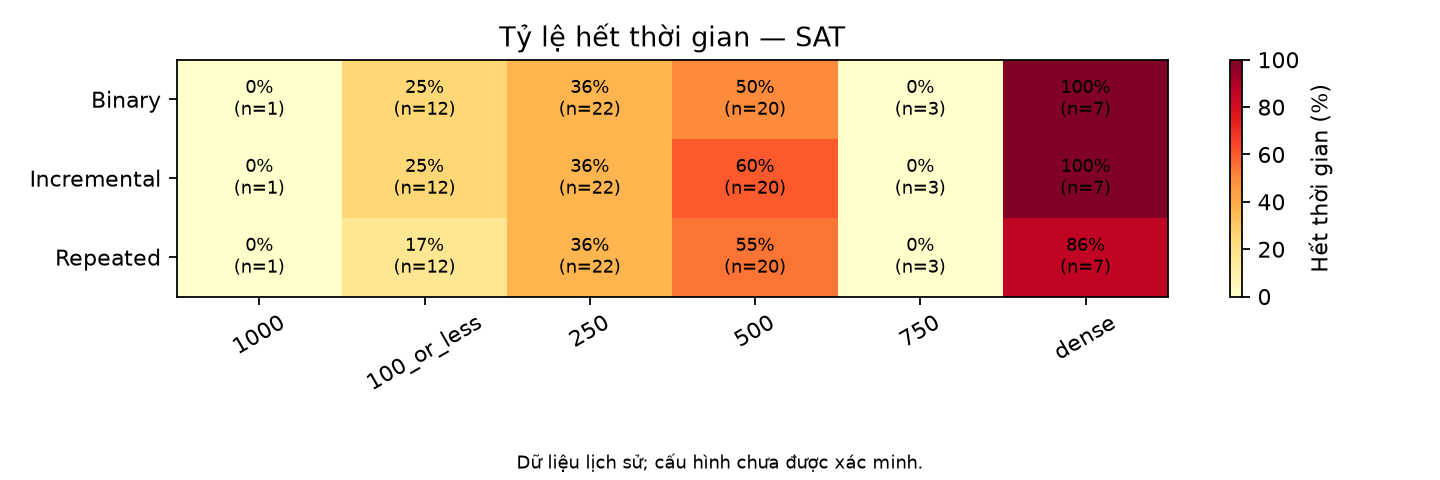 Tỷ lệ hết thời gian — SAT
Binary
0%
(n=1)
25%
(n=12)
36%
(n=22)
50%
(n=20)
0%
(n=3)
100%
(n=7)
Incremental
0%
(n=1)
25%
(n=12)
36%
(n=22)
60%
(n=20)
0%
(n=3)
100%
(n=7)
Repeated
0%
(n=1)
17%
(n=12)
36%
(n=22)
55%
(n=20)
0%
(n=3)
86%
(n=7)
1000
100_or_less
250
500
750
dense
100
80
60
40
20
0
Hết thời gian (%)
Dữ liệu lịch sử; cấu hình chưa được xác minh.